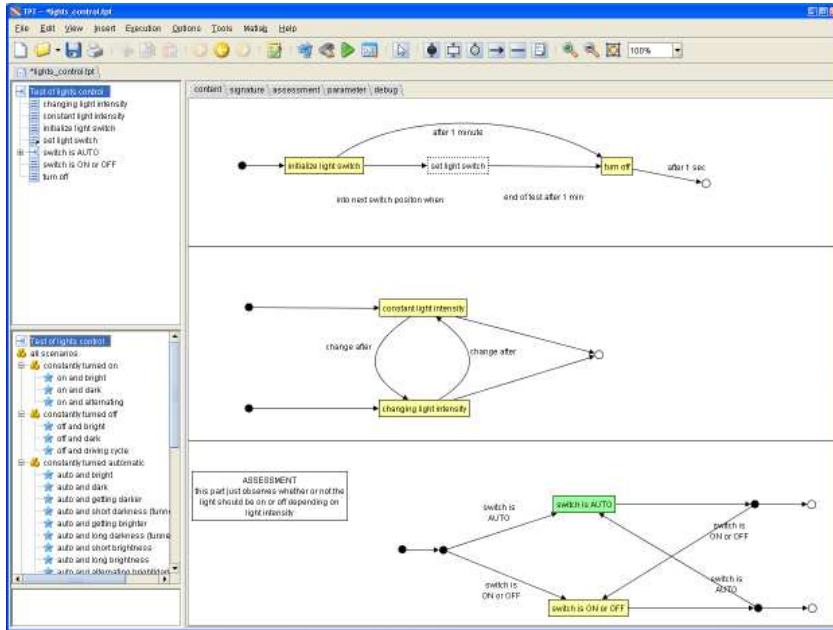 TPT - *lights_control.tpt
File Edit View Insert Execution Options Tools Matlab Help
100%
*lights_control.tpt
Test of lights control
changing light intensity
constant light intensity
initialize light switch
set light switch
switch is AUTO
switch is ON or OFF
turn off
content signature assessment parameter debug
after 1 minute
initialize light switch
set light switch
turn off
after 1 sec
into next switch positon when
end of test after 1 min
constant light intensity
change after
change after
changing light intensity
Test of lights control
all scenarios
constantly turned on
on and bright
on and dark
on and alternating
constantly turned off
off and bright
off and dark
off and driving cycle
constantly turned automatic
auto and bright
auto and dark
auto and getting darker
auto and short darkness (tunne
auto and getting brighter
auto and long darkness (tunne
auto and short brightness
auto and long brightness
auto and alternating
ASSESSMENT
this part just observes whether or not the
light should be on or off depending on
light intensity
switch is
AUTO
switch is AUTO
switch is
ON or OFF
switch is
ON or OFF
switch is
AUTO
switch is ON or OFF